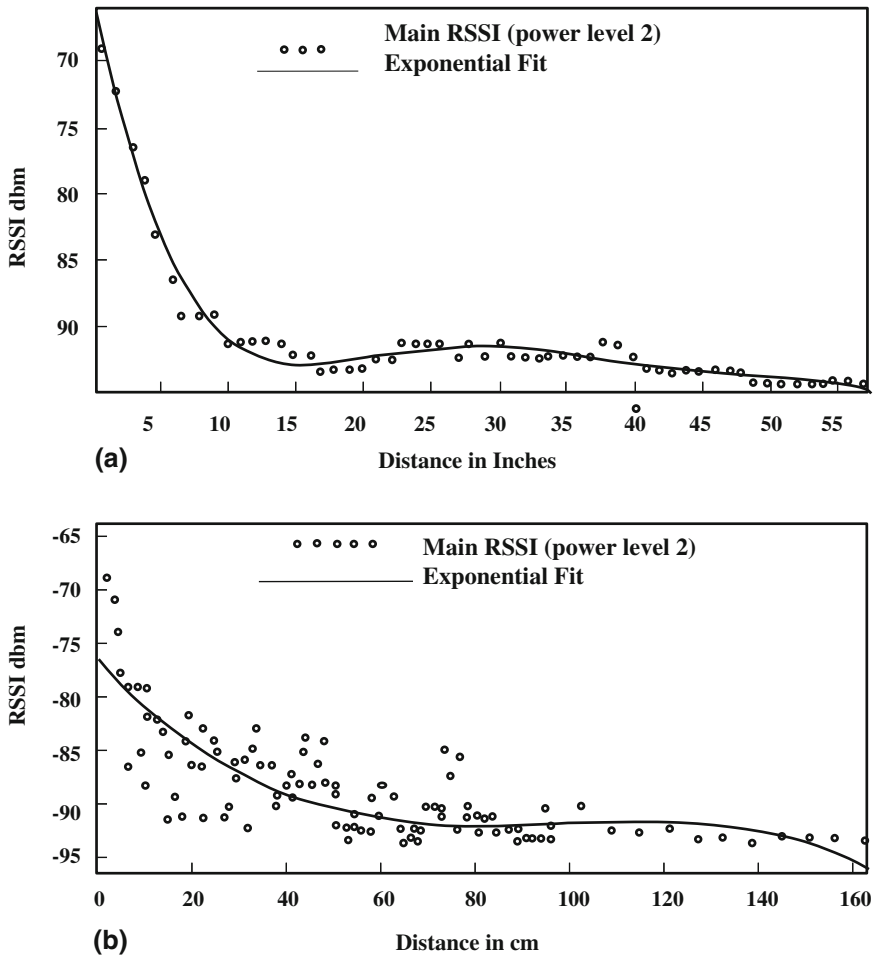 Main RSSI (power level 2)
Exponential Fit
70
75
80
85
90
RSSI dbm
5 10 15 20 25 30 35 40 45 50 55
(a)
Distance in Inches
-65
-70
-75
-80
-85
-90
-95
RSSI dbm
Main RSSI (power level 2)
Exponential Fit
0 20 40 60 80 100 120 140 160
(b)
Distance in cm